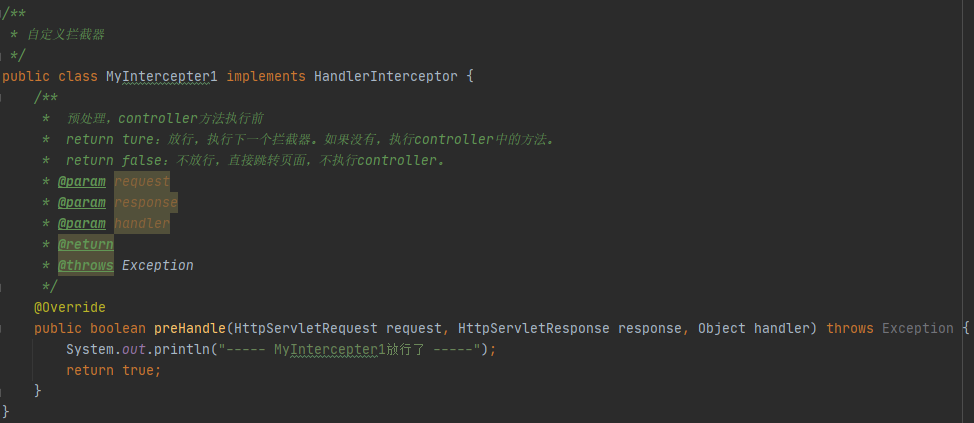 /**
 * 自定义拦截器
 */
public class MyIntercepter1 implements HandlerInterceptor {
    /**
     *  预处理，controller方法执行前
     *  return ture：放行，执行下一个拦截器．如果没有，执行controller中的方法．
     *  return false：不放行，直接跳转页面，不执行controller．
     * @param request
     * @param response
     * @param handler
     * @return
     * @throws Exception
     */
    @Override
    public boolean preHandle(HttpServletRequest request, HttpServletResponse response, Object handler) throws Exception {
        System.out.println("----- MyIntercepter1放行了 -----");
        return true;
    }
}